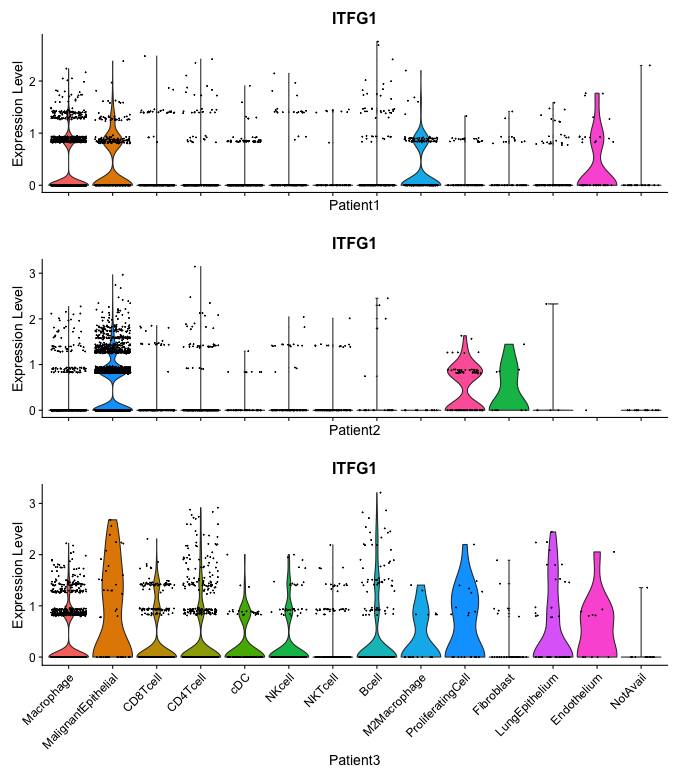 ITFG1
Expression Level
2
1
0
Patient1
ITFG1
Expression Level
3
2
1
0
Patient2
ITFG1
Expression Level
3
2
1
0
Macrophage
MalignantEpithelial
CD8Tcell
CD4Tcell
cDC
NKcell
NKTcell
Bcell
M2Macrophage
ProliferatingCell
Fibroblast
LungEpithelium
Endothelium
NotAvail
Patient3